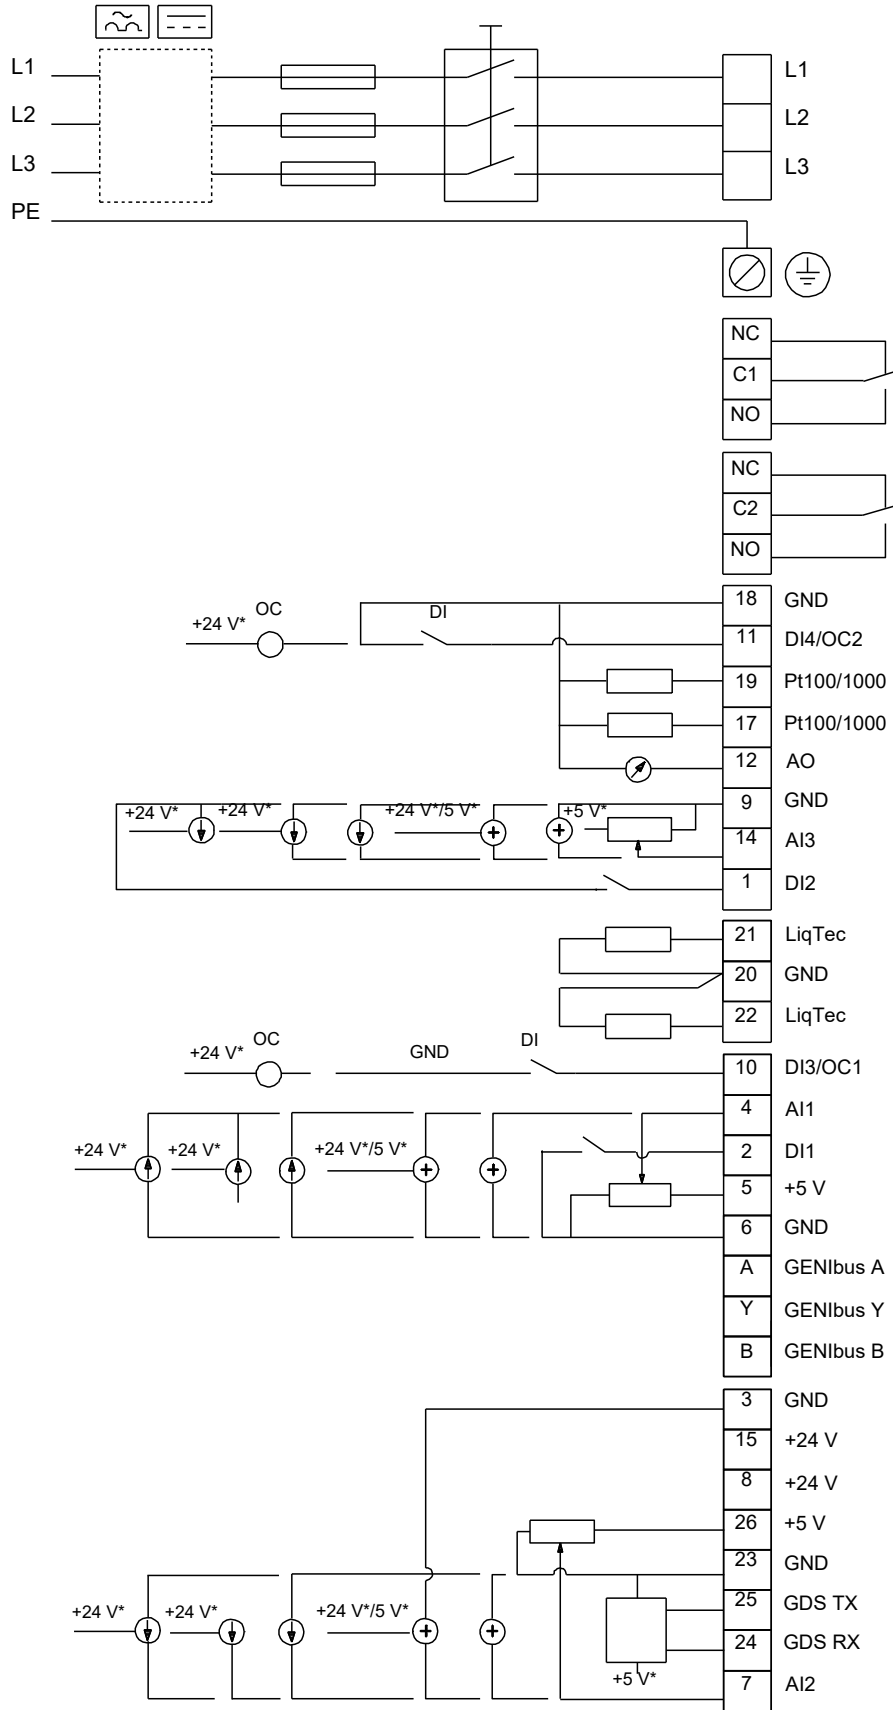 L1 L1
L2 L2
L3 L3
PE
NC
C1
NO
NC
C2
NO
+24 V* OC DI 18 GND
11 DI4/OC2
19 Pt100/1000
17 Pt100/1000
12 AO
+24 V* +24 V* +24 V*/5 V* +5 V* 9 GND
14 AI3
1 DI2
21 LiqTec
20 GND
22 LiqTec
+24 V* OC GND DI 10 DI3/OC1
4 AI1
+24 V* +24 V* +24 V*/5 V* 2 DI1
5 +5 V
6 GND
A GENIbus A
Y GENIbus Y
B GENIbus B
3 GND
15 +24 V
8 +24 V
26 +5 V
23 GND
+24 V* +24 V* +24 V*/5 V* 25 GDS TX
24 GDS RX
+5 V* 7 AI2